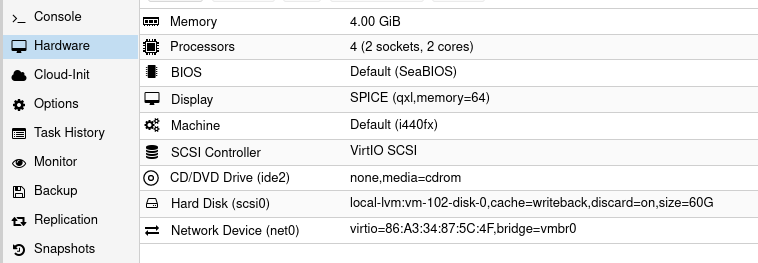 Console
Hardware
Cloud-Init
Options
Task History
Monitor
Backup
Replication
Snapshots
Memory 4.00 GiB
Processors 4 (2 sockets, 2 cores)
BIOS Default (SeaBIOS)
Display SPICE (qxl,memory=64)
Machine Default (i440fx)
SCSI Controller VirtIO SCSI
CD/DVD Drive (ide2) none,media=cdrom
Hard Disk (scsi0) local-lvm:vm-102-disk-0,cache=writeback,discard=on,size=60G
Network Device (net0) virtio=86:A3:34:87:5C:4F,bridge=vmbr0